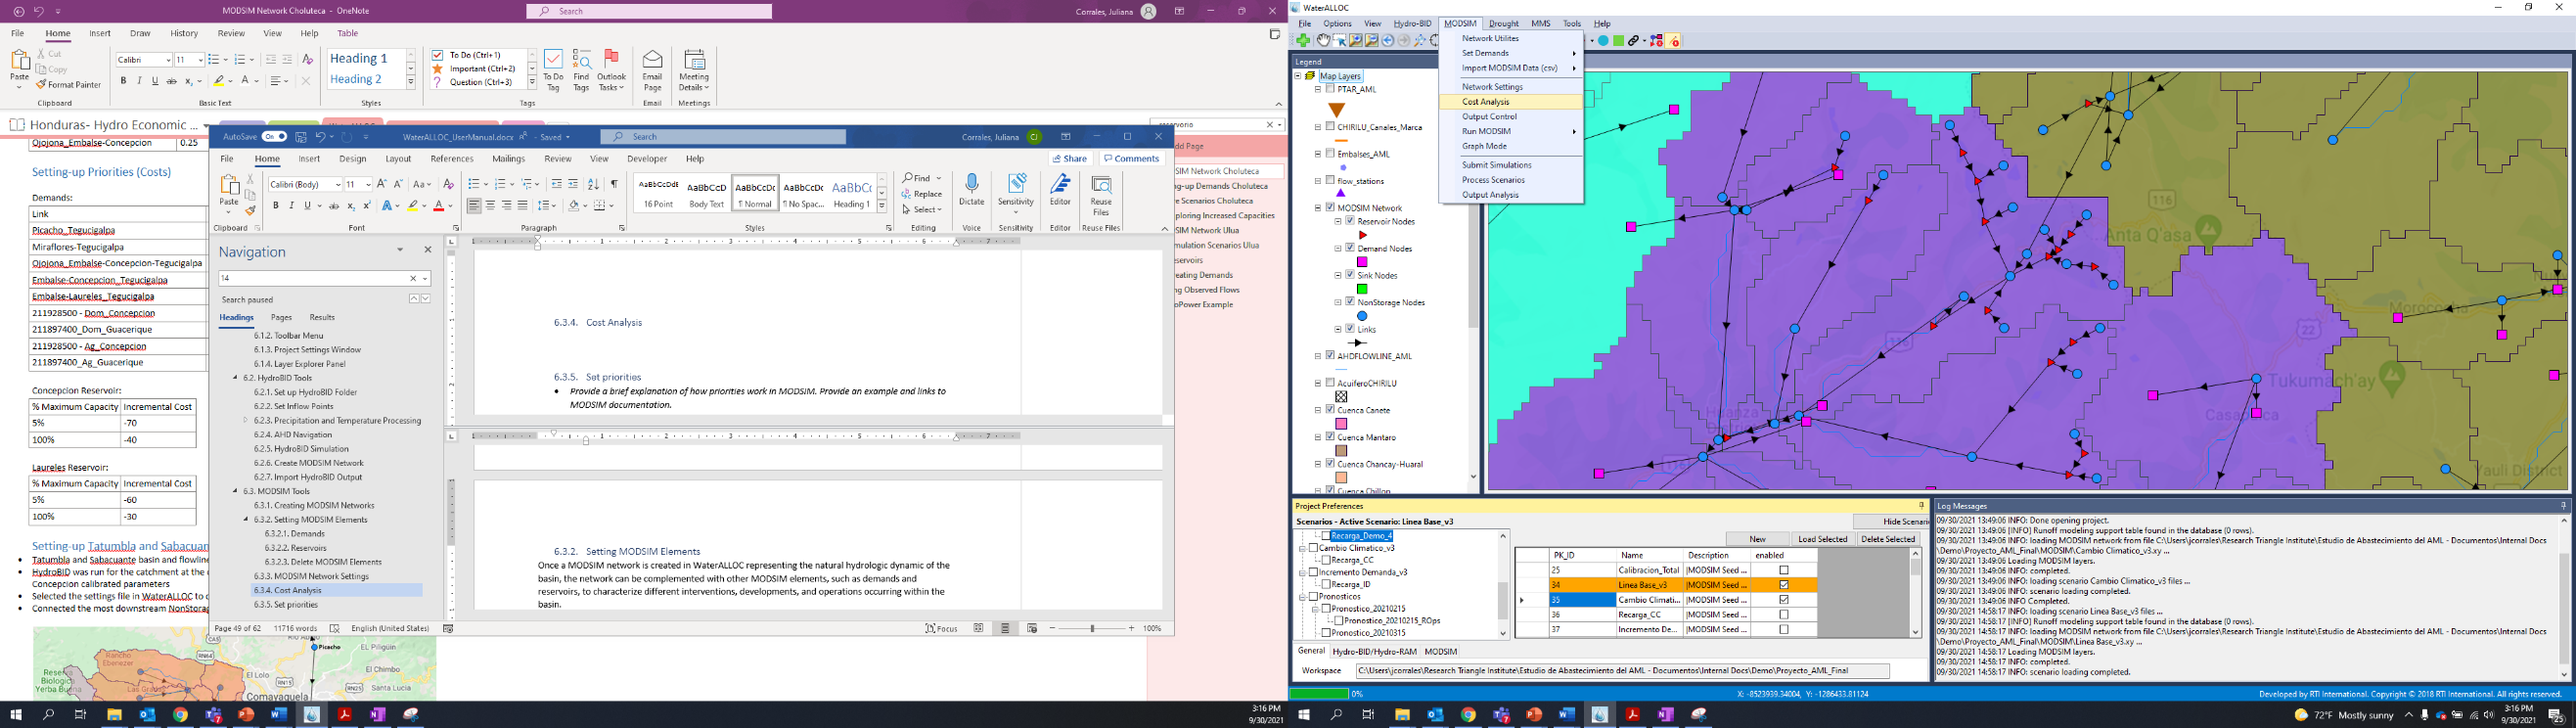 MODSIM Network Choluteca - OneNote
Search
Corrales, Juliana
File Home Insert Draw History Review View Help Table
Paste
Cut
Copy
Format Painter
Clipboard
Calibri 11
B I U ab
Basic Text
Heading 1
Heading 2
Styles
To Do (Ctrl+1)
Important (Ctrl+2)
Question (Ctrl+3)
To Do Tag
Find Tags
Outlook Tasks
Tags
Email Page
Email
Meeting Details
Meetings
Honduras- Hydro Economic ...
Ojojona_Embalse-Concepcion 0.25
Setting-up Priorities (Costs)
Demands:
Link
Picacho_Tegucigalpa
Miraflores-Tegucigalpa
Ojojona_Embalse-Concepcion-Tegucigalpa
Embalse-Concepcion_Tegucigalpa
Embalse-Laureles_Tegucigalpa
211928500 - Dom_Concepcion
211897400_Dom_Guacerique
211928500 - Ag_Concepcion
211897400_Ag_Guacerique
Concepcion Reservoir:
% Maximum Capacity Incremental Cost
5% -70
100% -40
Laureles Reservoir:
% Maximum Capacity Incremental Cost
5% -60
100% -30
Setting-up Tatumbla and Sabacuan
Tatumbla and Sabacuante basin and flowlin
HydroBID was run for the catchment at the
Concepcion calibrated parameters
Selected the settings file in WaterALLOC to
Connected the most downstream NonStorag
Rancho Ebenezer
Reserva Biologico Yerba Buena
Las Gradas
Picacho
EL Piligüin
El Chimbo
El Lolo
Santa Lucia
Comayaguela
RN15
RN25
AutoSave On
WaterALLOC_UserManual.docx - Saved
Search
Corrales, Juliana CJ
File Home Insert Design Layout References Mailings Review View Developer Help
Share Comments
Paste
Clipboard
Calibri (Body) 11
Font
Paragraph
AaBbCcDdE AaBbCcD AaBbCcDc AaBbCcDc AaBbC
16 Point Body Text ¶ Normal ¶ No Spac... Heading 1
Styles
Find
Replace
Select
Editing
Dictate
Voice
Sensitivity
Sensitivity
Editor
Editor
Reuse Files
Reuse Files
Navigation
14
Search paused
Headings Pages Results
6.1.2. Toolbar Menu
6.1.3. Project Settings Window
6.1.4. Layer Explorer Panel
6.2. HydroBID Tools
6.2.1. Set up HydroBID Folder
6.2.2. Set Inflow Points
6.2.3. Precipitation and Temperature Processing
6.2.4. AHD Navigation
6.2.5. HydroBID Simulation
6.2.6. Create MODSIM Network
6.2.7. Import HydroBID Output
6.3. MODSIM Tools
6.3.1. Creating MODSIM Networks
6.3.2. Setting MODSIM Elements
6.3.2.1. Demands
6.3.2.2. Reservoirs
6.3.2.3. Delete MODSIM Elements
6.3.3. MODSIM Network Settings
6.3.4. Cost Analysis
6.3.5. Set priorities
6.3.4. Cost Analysis
6.3.5. Set priorities
Provide a brief explanation of how priorities work in MODSIM. Provide an example and links to
MODSIM documentation.
6.3.2. Setting MODSIM Elements
Once a MODSIM network is created in WaterALLOC representing the natural hydrologic dynamic of the
basin, the network can be complemented with other MODSIM elements, such as demands and
reservoirs, to characterize different interventions, developments, and operations occurring within the
basin.
Page 49 of 62 11716 words English (United States) Focus 100%
dd Page
SIM Network Choluteca
g-up Demands Choluteca
e Scenarios Choluteca
ploring Increased Capacities
SIM Network Ulua
mulation Scenarios Ulua
servoirs
eating Demands
ng Observed Flows
oPower Example
3:16 PM
9/30/2021
WaterALLOC
File Options View Hydro-BID MODSIM Drought MMS Tools Help
Network Utilites
Set Demands
Import MODSIM Data (csv)
Network Settings
Cost Analysis
Output Control
Run MODSIM
Graph Mode
Submit Simulations
Process Scenarios
Output Analysis
Legend
Map Layers
PTAR_AML
CHIRILU_Canales_Marca
Embalses_AML
flow_stations
MODSIM Network
Reservoir Nodes
Demand Nodes
Sink Nodes
NonStorage Nodes
Links
AHDFLOWLINE_AML
AcuiferoCHIRILU
Cuenca Canete
Cuenca Mantaro
Cuenca Chancay-Huaral
Cuenca Chillon
116
Anta Q'asa
Morococha
22
Tukumach'ay
Casapalca
Huanza District
116
116
Yauli District
Project Preferences
Scenarios - Active Scenario: Linea Base_v3
Hide Scenari
Recarga_Demo_4
Cambio Climatico_v3
Recarga_CC
Incremento Demanda_v3
Recarga_ID
Pronosticos
Pronostico_20210215
Pronostico_20210215_ROps
Pronostico_20210315
New Load Selected Delete Selected
PK_ID Name Description enabled
25 Calibracion_Total |MODSIM Seed ...
34 Linea Base_v3 |MODSIM Seed ...
35 Cambio Climati... |MODSIM Seed ...
36 Recarga_CC |MODSIM Seed ...
37 Incremento De... |MODSIM Seed ...
General Hydro-BID/Hydro-RAM MODSIM
Workspace C:\Users\jcorrales\Research Triangle Institute\Estudio de Abastecimiento del AML - Documentos\Internal Docs\Demo\Proyecto_AML_Final
Log Messages
09/30/2021 13:49:06 INFO: Done opening project.
09/30/2021 13:49:06 [INFO] Runoff modeling support table found in the database (0 rows).
09/30/2021 13:49:06 INFO: loading MODSIM network from file C:\Users\jcorrales\Research Triangle Institute\Estudio de Abastecimiento del AML - Documentos\Internal Docs
\Demo\Proyecto_AML_Final\MODSIM\Cambio Climatico_v3.xy ...
09/30/2021 13:49:06 Loading MODSIM layers.
09/30/2021 13:49:06 INFO: completed.
09/30/2021 13:49:06 INFO: loading scenario Cambio Climatico_v3 files ...
09/30/2021 13:49:06 INFO: scenario loading completed.
09/30/2021 13:49:06 INFO Completed.
09/30/2021 14:58:17 INFO: loading scenario Linea Base_v3 files ...
09/30/2021 14:58:17 [INFO] Runoff modeling support table found in the database (0 rows).
09/30/2021 14:58:17 INFO: loading MODSIM network from file C:\Users\jcorrales\Research Triangle Institute\Estudio de Abastecimiento del AML - Documentos\Internal Docs
\Demo\Proyecto_AML_Final\MODSIM\Linea Base_v3.xy ...
09/30/2021 14:58:17 Loading MODSIM layers.
09/30/2021 14:58:17 INFO: completed.
09/30/2021 14:58:17 INFO: scenario loading completed.
0%
X: -8523939.34004, Y: -1286433.81124
Developed by RTI International. Copyright © 2018 RTI International. All rights reserved.
72°F Mostly sunny
3:16 PM
9/30/2021